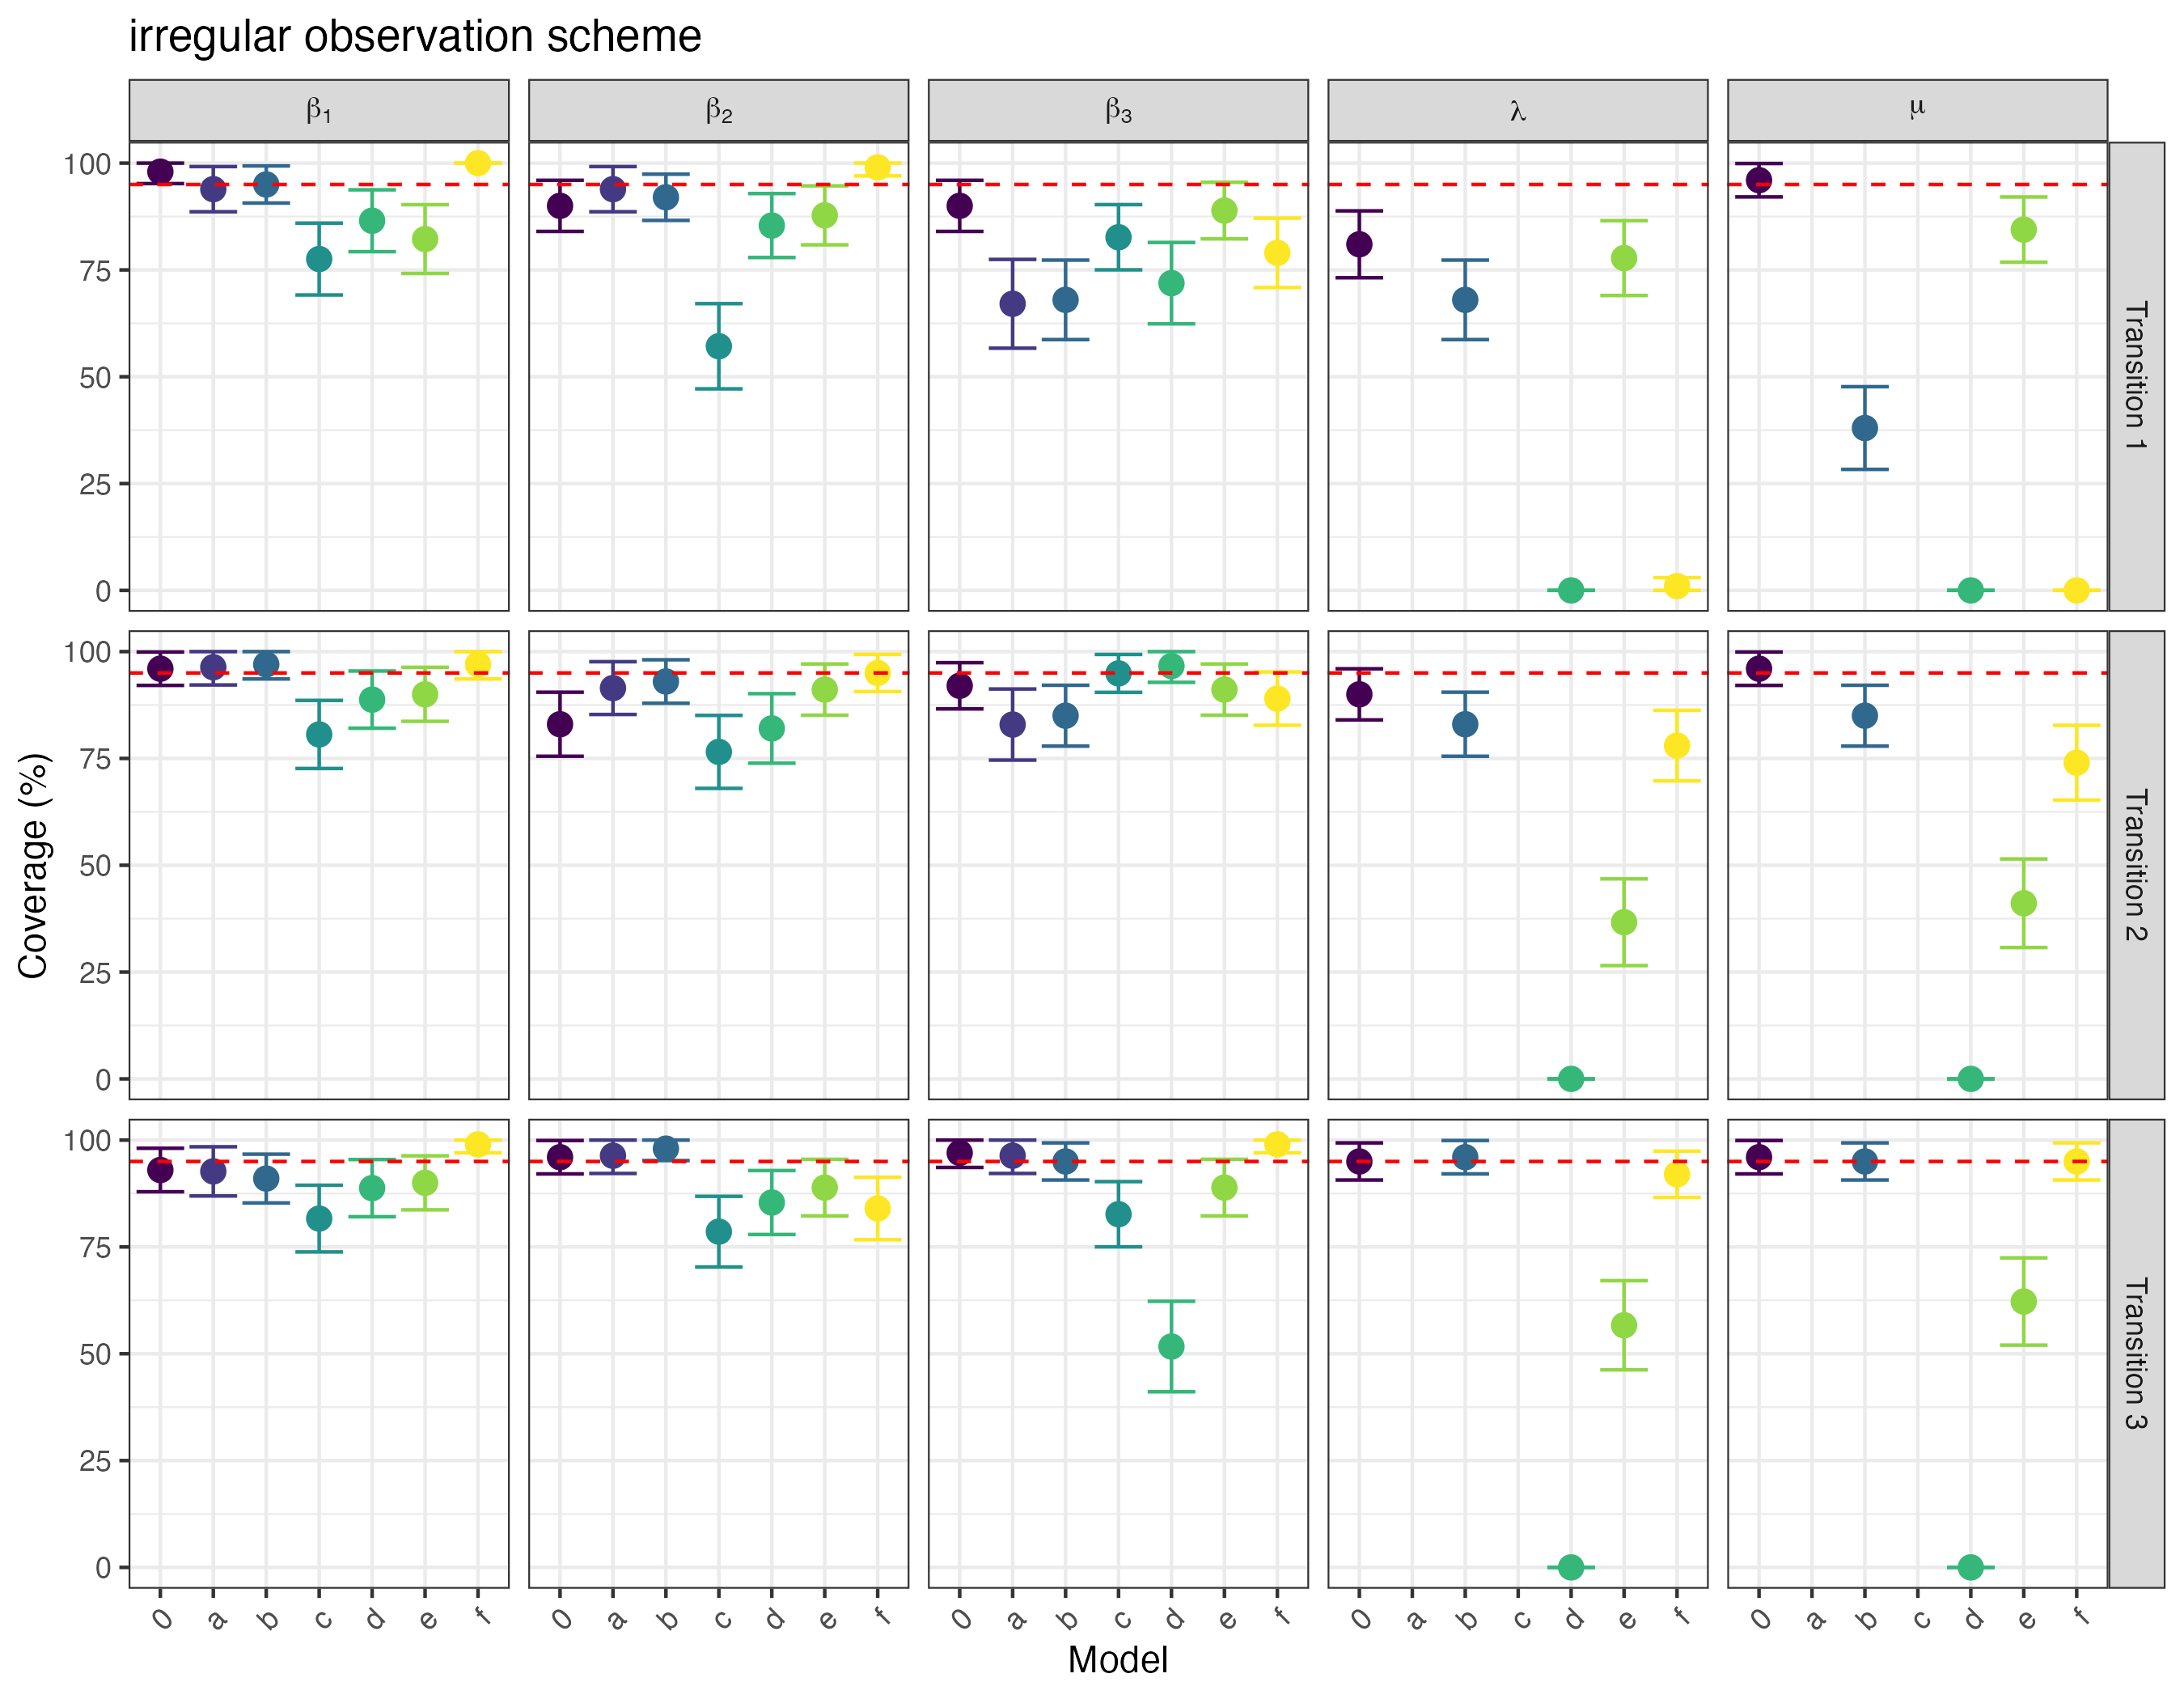 irregular observation scheme
β1 β2 β3 λ μ
100
75
50
25
0
Transition 1
100
75
50
25
0
Transition 2
100
75
50
25
0
Transition 3
Coverage (%)
0 a b c d e f 0 a b c d e f 0 a b c d e f 0 a b c d e f 0 a b c d e f
Model